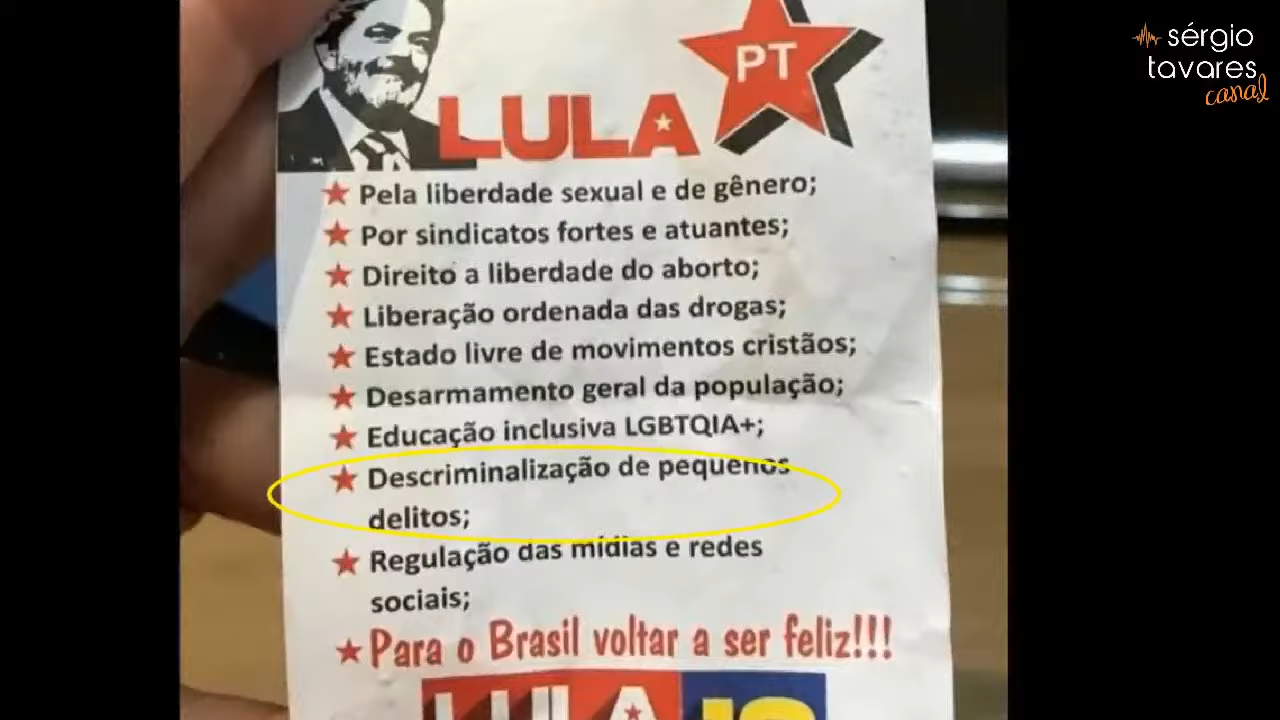 sérgio
tavares
canal
PT
LULA
Pela liberdade sexual e de gênero;
Por sindicatos fortes e atuantes;
Direito a liberdade do aborto;
Liberação ordenada das drogas;
Estado livre de movimentos cristãos;
Desarmamento geral da população;
Educação inclusiva LGBTQIA+;
Descriminalização de pequenos
delitos;
Regulação das mídias e redes
sociais;
Para o Brasil voltar a ser feliz!!!
LULA 13